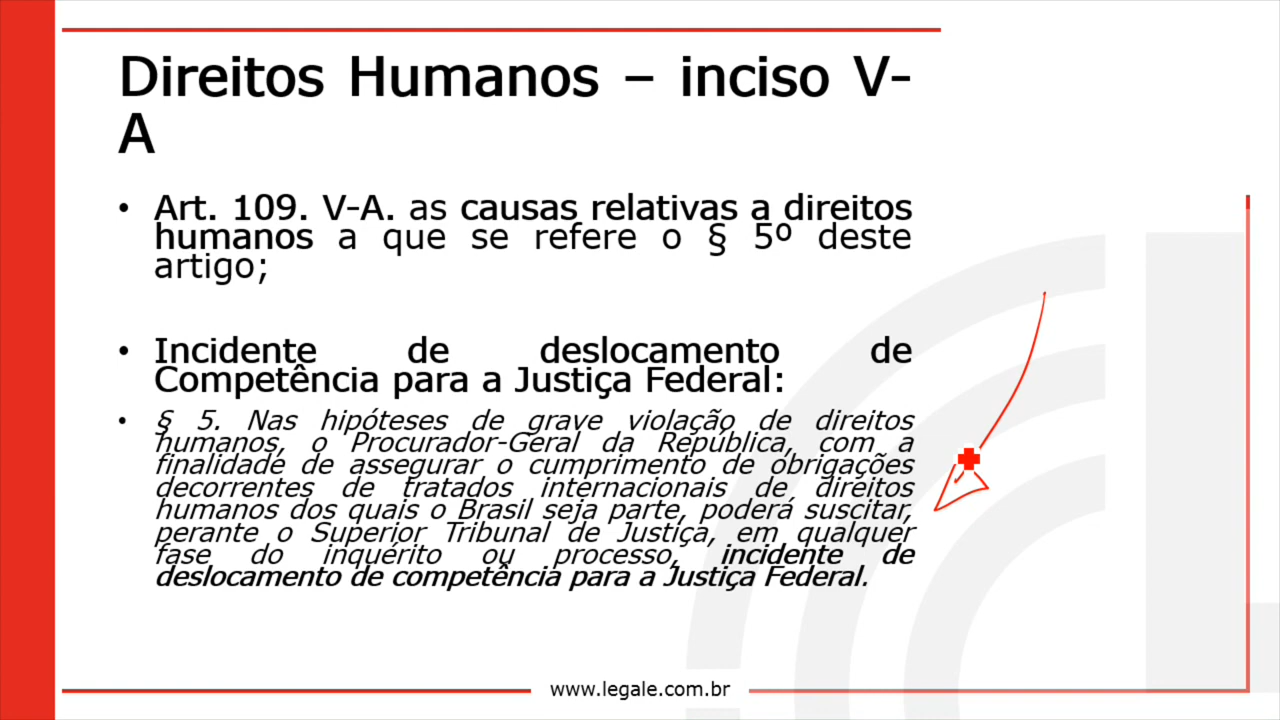 Direitos Humanos – inciso V-
A
• Art. 109. V-A. as causas relativas a direitos
humanos a que se refere o § 5º deste
artigo;
• Incidente de deslocamento de
Competência para a Justiça Federal:
• § 5. Nas hipóteses de grave violação de direitos
humanos, o Procurador-Geral da República, com a
finalidade de assegurar o cumprimento de obrigações
decorrentes de tratados internacionais de direitos
humanos dos quais o Brasil seja parte, poderá suscitar,
perante o Superior Tribunal de Justiça, em qualquer
fase do inquérito ou processo, incidente de
deslocamento de competência para a Justiça Federal.
www.legale.com.br